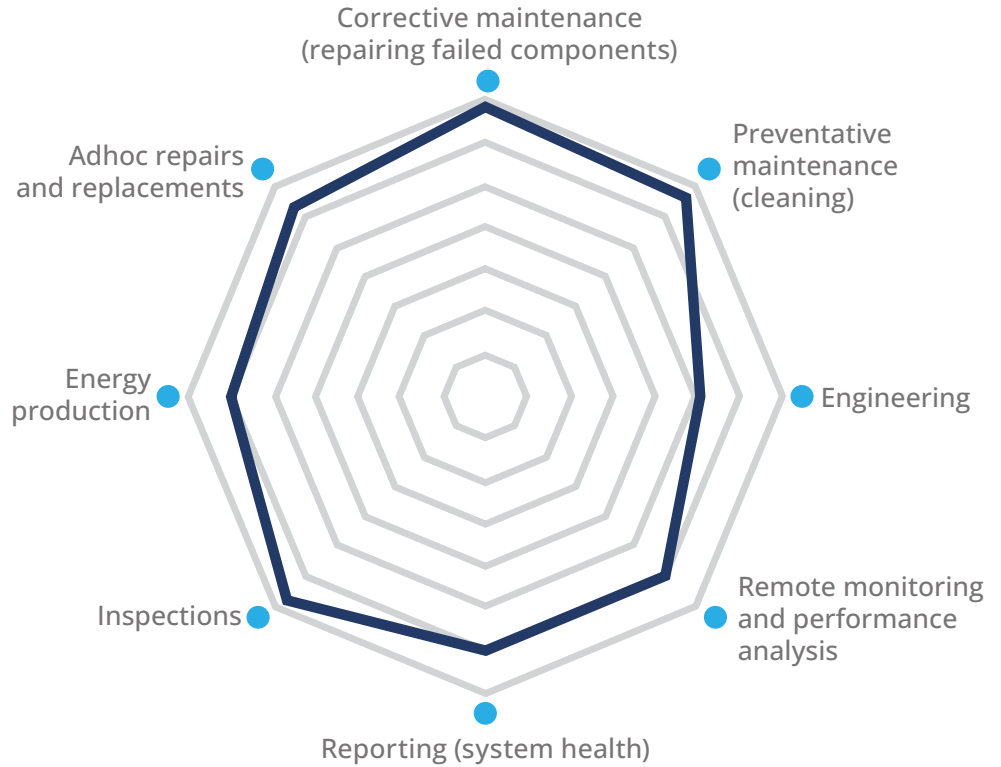 Corrective maintenance
(repairing failed components)
Preventative
maintenance
(cleaning)
Adhoc repairs
and replacements
Energy
production
Engineering
Inspections
Remote monitoring
and performance
analysis
Reporting (system health)